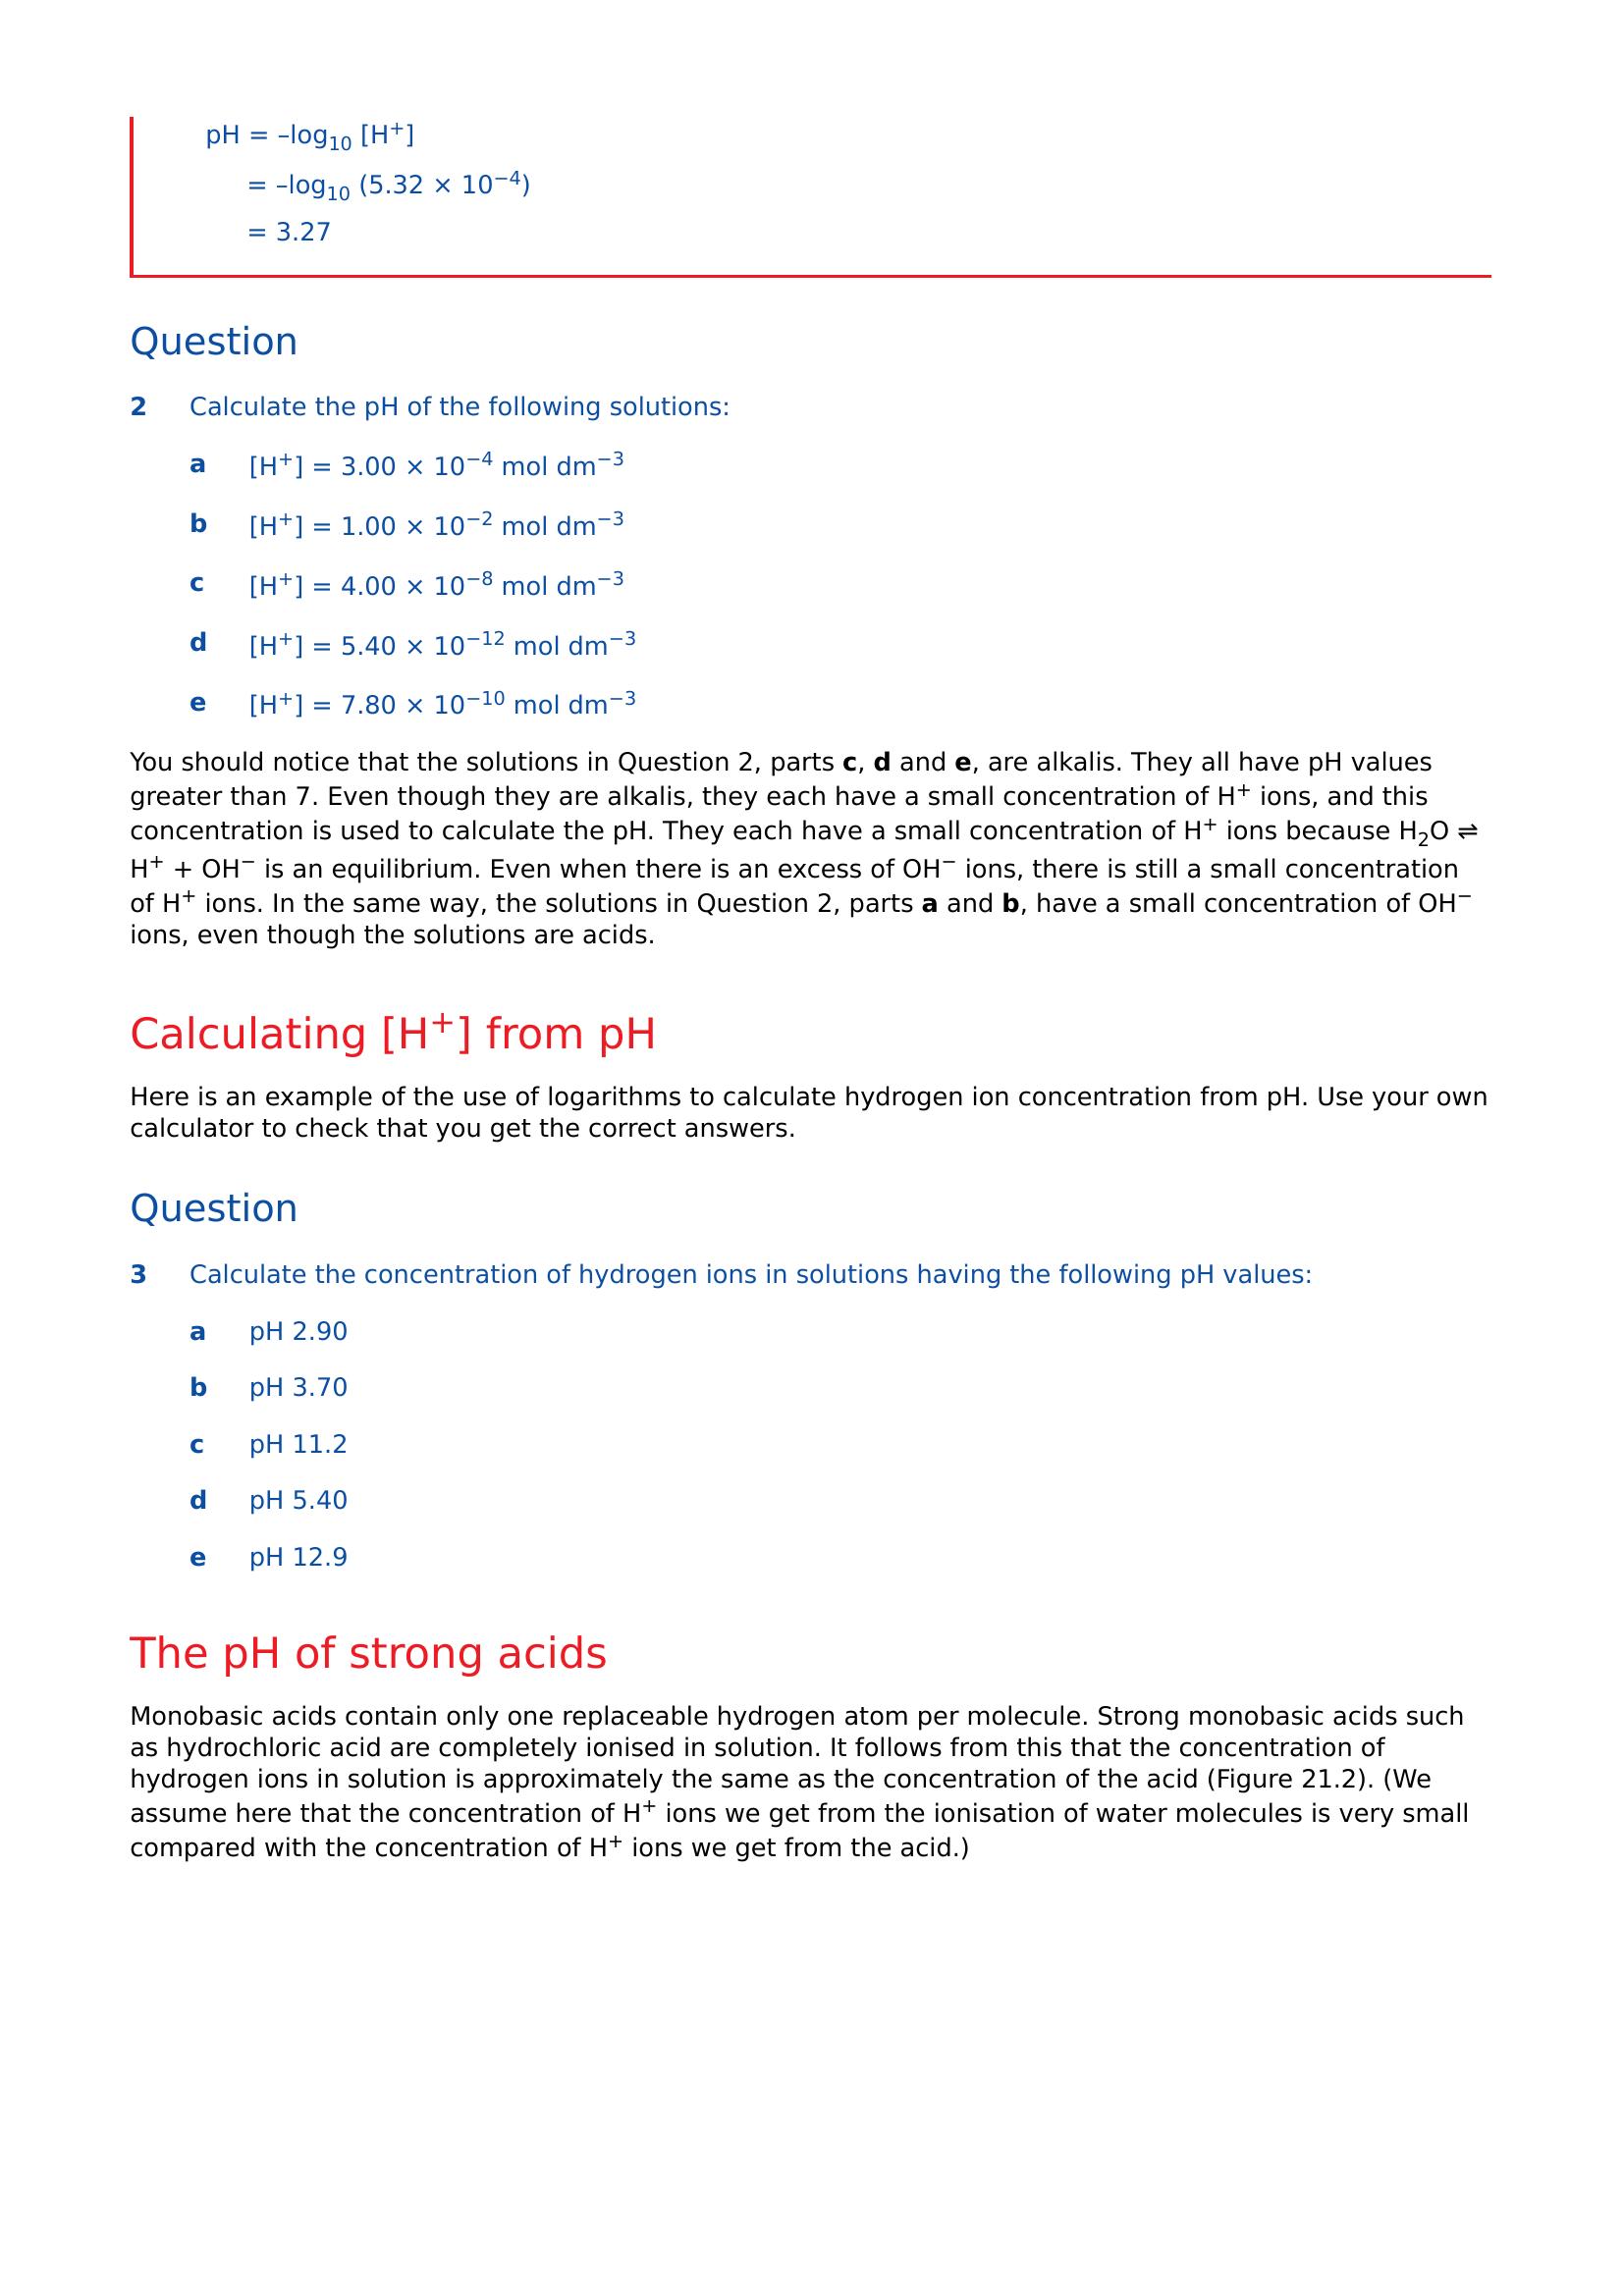 pH = –log₁₀ [H⁺]
= –log₁₀ (5.32 × 10⁻⁴)
= 3.27
Question
2 Calculate the pH of the following solutions:
a [H⁺] = 3.00 × 10⁻⁴ mol dm⁻³
b [H⁺] = 1.00 × 10⁻² mol dm⁻³
c [H⁺] = 4.00 × 10⁻⁸ mol dm⁻³
d [H⁺] = 5.40 × 10⁻¹² mol dm⁻³
e [H⁺] = 7.80 × 10⁻¹⁰ mol dm⁻³
You should notice that the solutions in Question 2, parts c, d and e, are alkalis. They all have pH values
greater than 7. Even though they are alkalis, they each have a small concentration of H⁺ ions, and this
concentration is used to calculate the pH. They each have a small concentration of H⁺ ions because H₂O ⇌
H⁺ + OH⁻ is an equilibrium. Even when there is an excess of OH⁻ ions, there is still a small concentration
of H⁺ ions. In the same way, the solutions in Question 2, parts a and b, have a small concentration of OH⁻
ions, even though the solutions are acids.
Calculating [H⁺] from pH
Here is an example of the use of logarithms to calculate hydrogen ion concentration from pH. Use your own
calculator to check that you get the correct answers.
Question
3 Calculate the concentration of hydrogen ions in solutions having the following pH values:
a pH 2.90
b pH 3.70
c pH 11.2
d pH 5.40
e pH 12.9
The pH of strong acids
Monobasic acids contain only one replaceable hydrogen atom per molecule. Strong monobasic acids such
as hydrochloric acid are completely ionised in solution. It follows from this that the concentration of
hydrogen ions in solution is approximately the same as the concentration of the acid (Figure 21.2). (We
assume here that the concentration of H⁺ ions we get from the ionisation of water molecules is very small
compared with the concentration of H⁺ ions we get from the acid.)